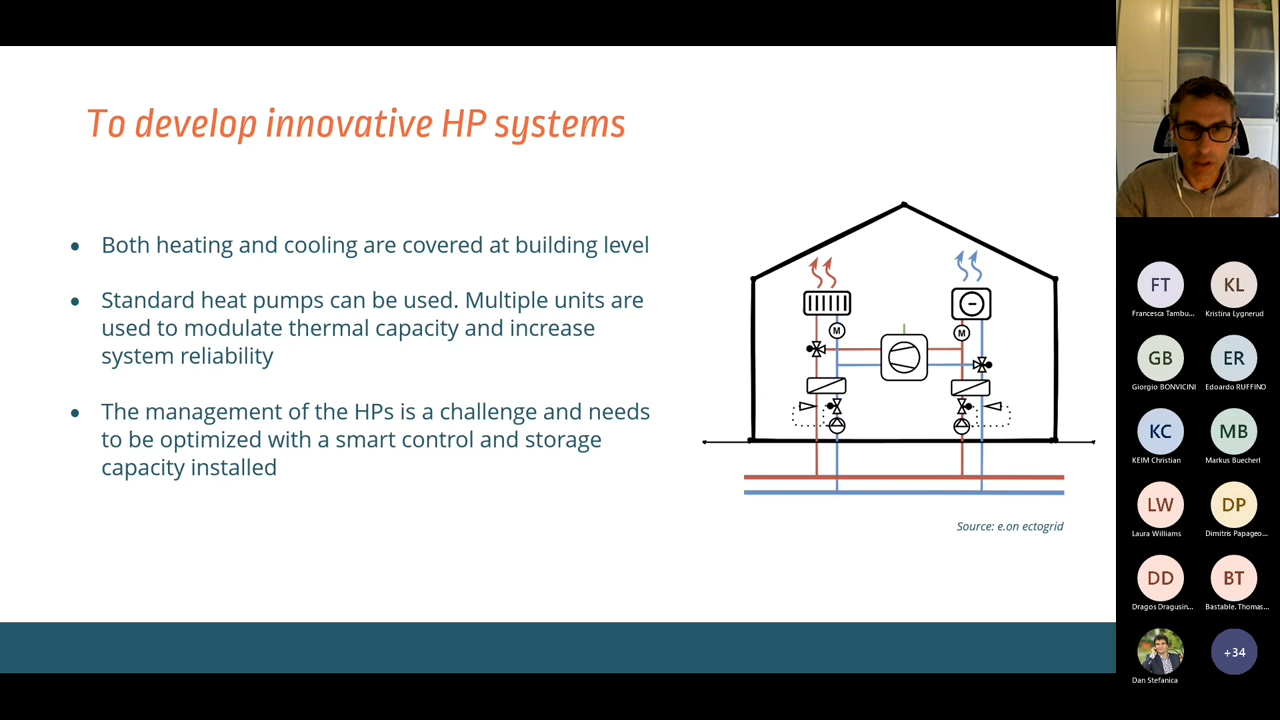 To develop innovative HP systems
Both heating and cooling are covered at building level
Standard heat pumps can be used. Multiple units are
used to modulate thermal capacity and increase
system reliability
The management of the HPs is a challenge and needs
to be optimized with a smart control and storage
capacity installed
M
M
Source: e.on ectogrid
FT
KL
Francesca Tambu...
Kristina Lygnerud
GB
ER
Giorgio BONVICINI
Edoardo RUFFINO
KC
MB
KEIM Christian
Markus Buecherl
LW
DP
Laura Williams
Dimitris Papageo...
DD
BT
Dragos Dragusin...
Bastable, Thomas...
+34
Dan Stefanica